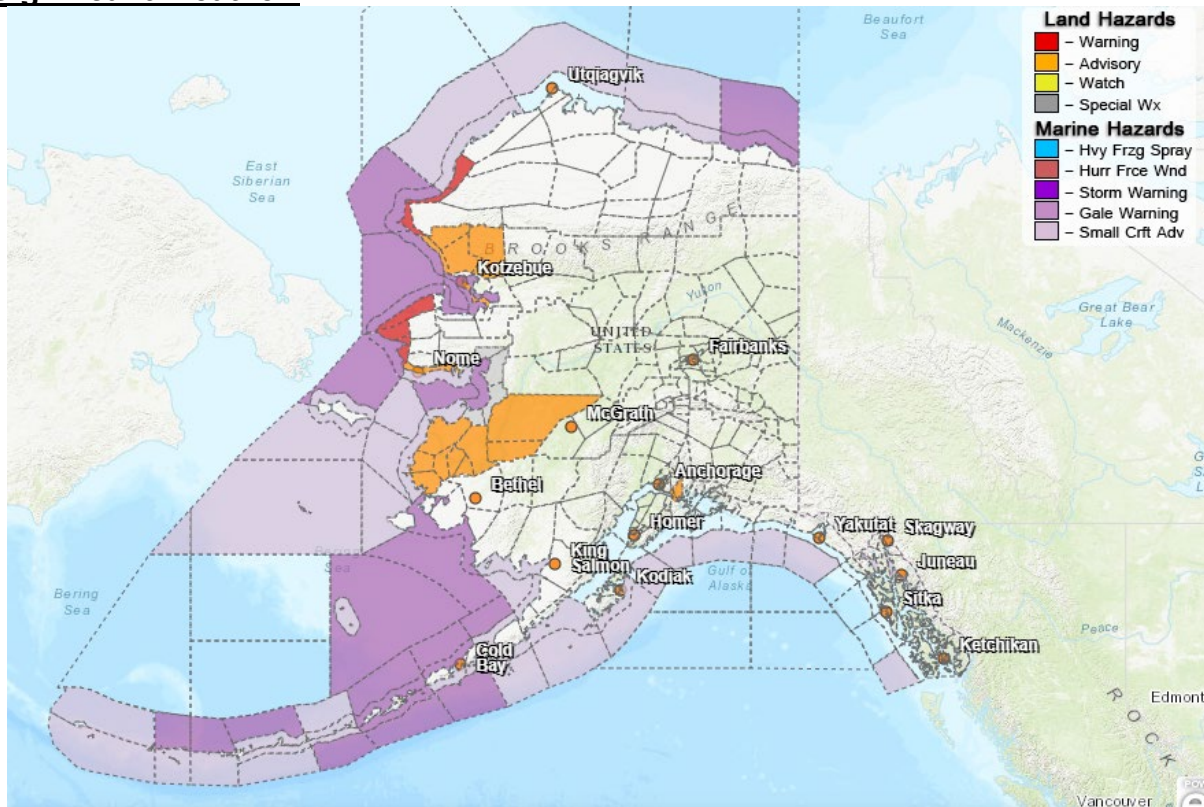 Utqiagvik
Beaufort
Sea
Land Hazards
– Warning
– Advisory
– Watch
– Special Wx
Marine Hazards
– Hvy Frzg Spray
– Hurr Frce Wnd
– Storm Warning
– Gale Warning
– Small Crft Adv
East
Siberian
Sea
BROOKS RANGE
Kotzebue
Yukon
Great Bear
Lake
Mackenzie
UNITED
STATES
Fairbanks
Nome
McGrath
Anchorage
Bethel
Homer
Yakutat
Skagway
King
Salmon
Juneau
Kodiak
Gulf of
Alaska
Sea
Bering
Sea
Sitka
Peace
Cold
Bay
Ketchikan
Edmont
ROCK
Vancouver